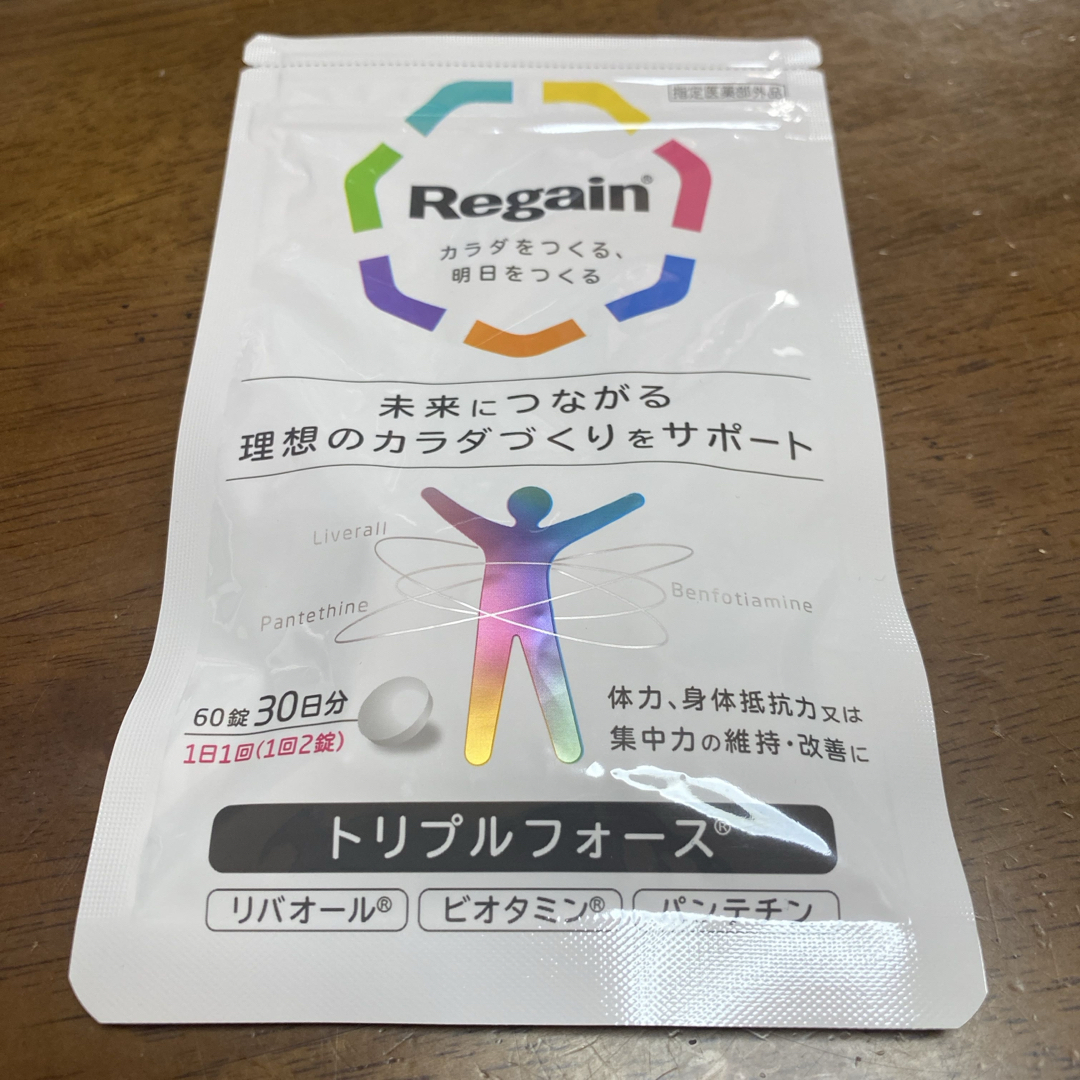 指定医薬部外品
Regain®
カラダをつくる、
明日をつくる
未来につながる
理想のカラダづくりをサポート
Liverall
Pantethine
Benfotiamine
60錠30日分
1日1回(1回2錠)
体力、身体抵抗力又は
集中力の維持・改善に
トリプルフォース®
リバオール® ビオタミン® パンテチン